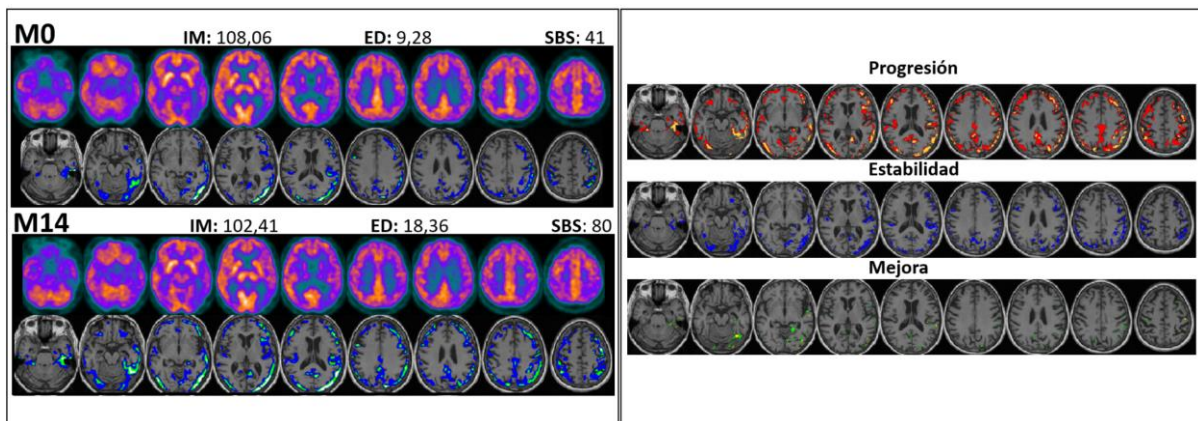 M0 IM: 108,06 ED: 9,28 SBS: 41
M14 IM: 102,41 ED: 18,36 SBS: 80
Progresión
Estabilidad
Mejora